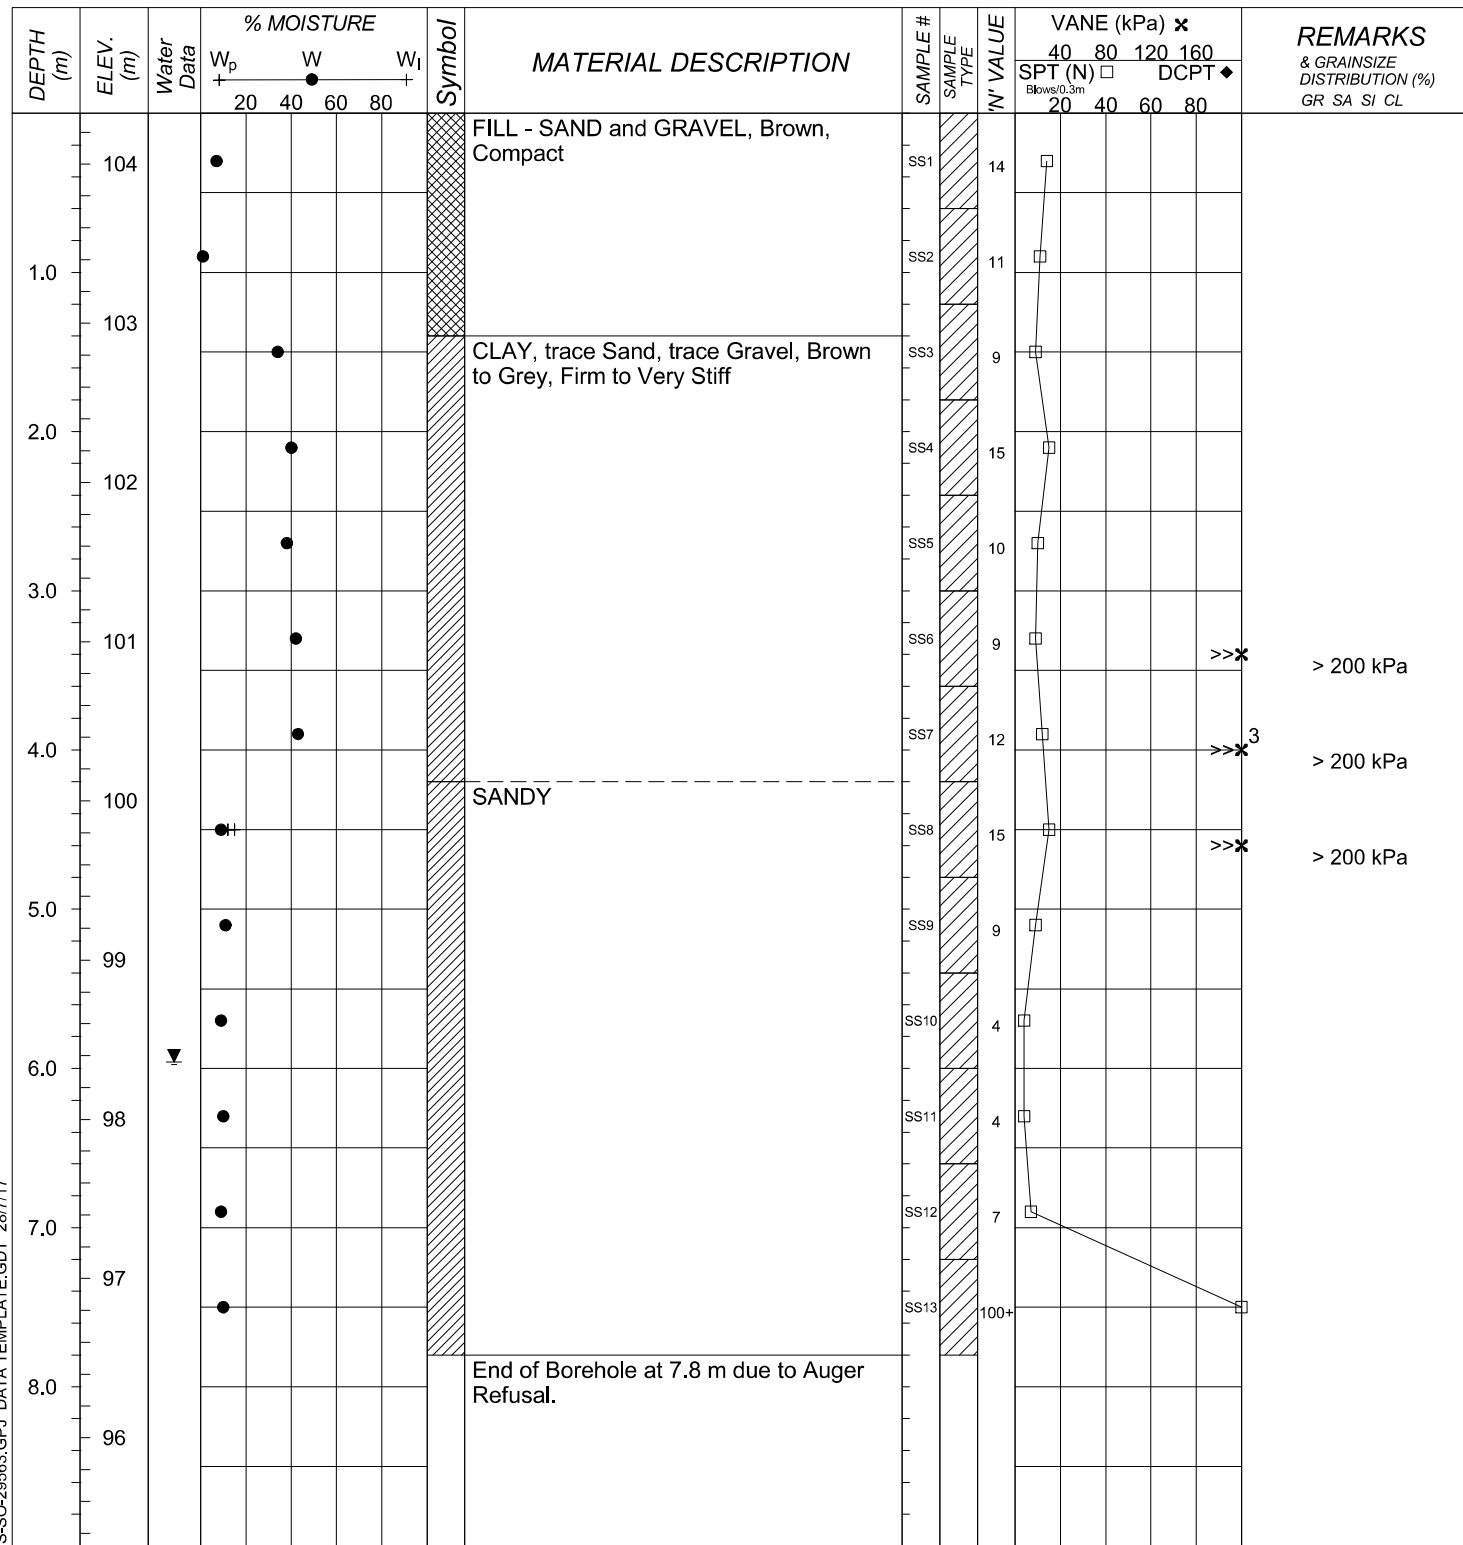 DEPTH (m)
ELEV. (m)
Water Data
% MOISTURE
Wp W Wl
20 40 60 80
Symbol
MATERIAL DESCRIPTION
SAMPLE #
SAMPLE TYPE
'N' VALUE
VANE (kPa) ✖
40 80 120 160
SPT (N) □ DCPT ◆
Blows/0.3m
20 40 60 80
REMARKS
& GRAINSIZE
DISTRIBUTION (%)
GR SA SI CL
FILL - SAND and GRAVEL, Brown,
Compact
104
SS1 14
SS2 11
1.0
103
CLAY, trace Sand, trace Gravel, Brown
to Grey, Firm to Very Stiff
SS3 9
2.0
SS4 15
102
SS5 10
3.0
101
SS6 9
>>✖
> 200 kPa
SS7 12
3
4.0
>>✖
> 200 kPa
SANDY
100
SS8 15
>>✖
> 200 kPa
5.0
SS9 9
99
SS10 4
6.0
98
SS11 4
SS12 7
7.0
97
SS13 100+
End of Borehole at 7.8 m due to Auger
Refusal.
8.0
96
DATA TEMPLATE.GDT